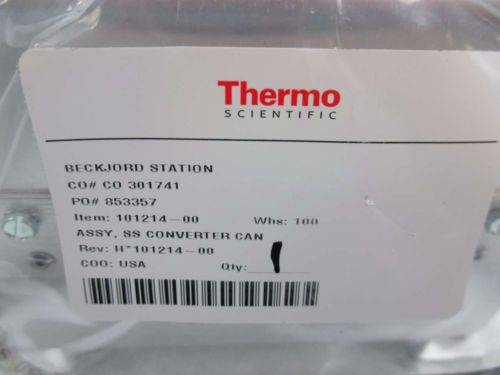 Thermo
SCIENTIFIC
BECKJORD STATION
CO# CO 301741
PO# 853357
Item: 101214-00 Whs: 100
ASSY, SS CONVERTER CAN
Rev: H*101214-00
COO: USA Qty: 1